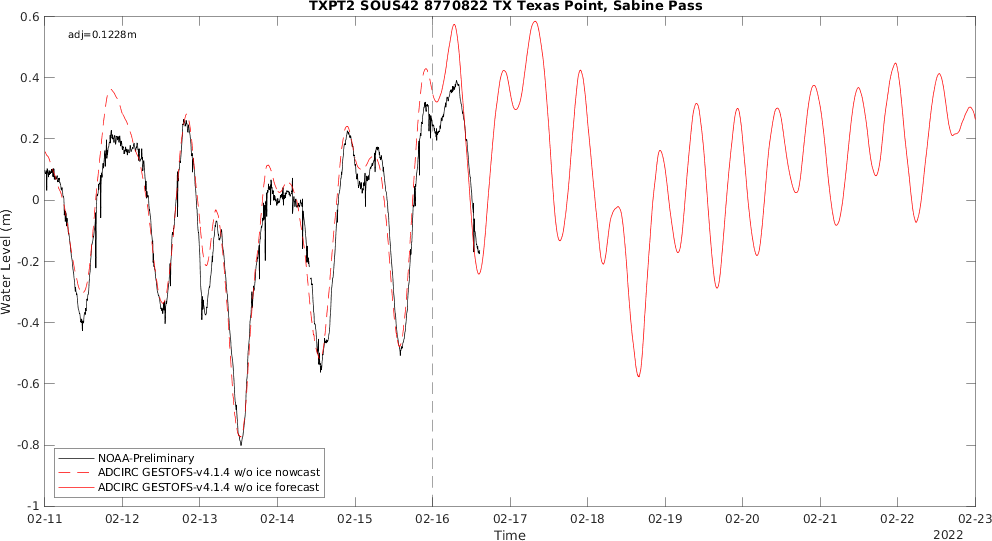 TXPT2 SOUS42 8770822 TX Texas Point, Sabine Pass
adj=0.1228m
0.6
0.4
0.2
0
-0.2
-0.4
-0.6
-0.8
-1
Water Level (m)
NOAA-Preliminary
ADCIRC GESTOFS-v4.1.4 w/o ice nowcast
ADCIRC GESTOFS-v4.1.4 w/o ice forecast
02-11 02-12 02-13 02-14 02-15 02-16 02-17 02-18 02-19 02-20 02-21 02-22 02-23
Time
2022